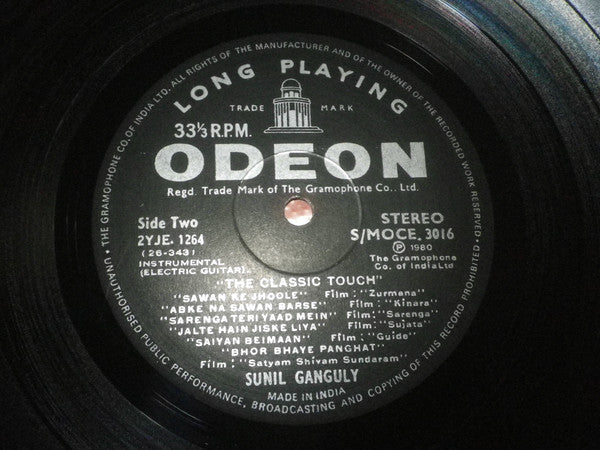 UNAUTHORISED PUBLIC PERFORMANCE, BROADCASTING AND COPYING OF THIS RECORD PROHIBITED · THE GRAMOPHONE CO. OF INDIA LTD. ALL RIGHTS OF THE MANUFACTURER AND OF THE OWNER OF THE RECORDED WORK RESERVED ·
LONG PLAYING
TRADE MARK
33⅓ R.P.M.
ODEON
Regd. Trade Mark of The Gramophone Co., Ltd.
Side Two
2YJE. 1264
(26-343)
INSTRUMENTAL
(ELECTRIC GUITAR)
STEREO
S/MOCE. 3016
Ⓟ 1980
The Gramophone
Co. of India Ltd
"THE CLASSIC TOUCH"
"SAWAN KE JHOOLE" Film: "Zurmana"
"ABKE NA SAWAN BARSE" Film: "Kinara"
"SARENGA TERI YAAD MEIN" Film: "Sarenga"
"JALTE HAIN JISKE LIYA" Film: "Sujata"
"SAIYAN BEIMAAN" Film: "Guide"
"BHOR BHAYE PANGHAT"
Film: "Satyam Shivam Sundaram"
SUNIL GANGULY
MADE IN INDIA